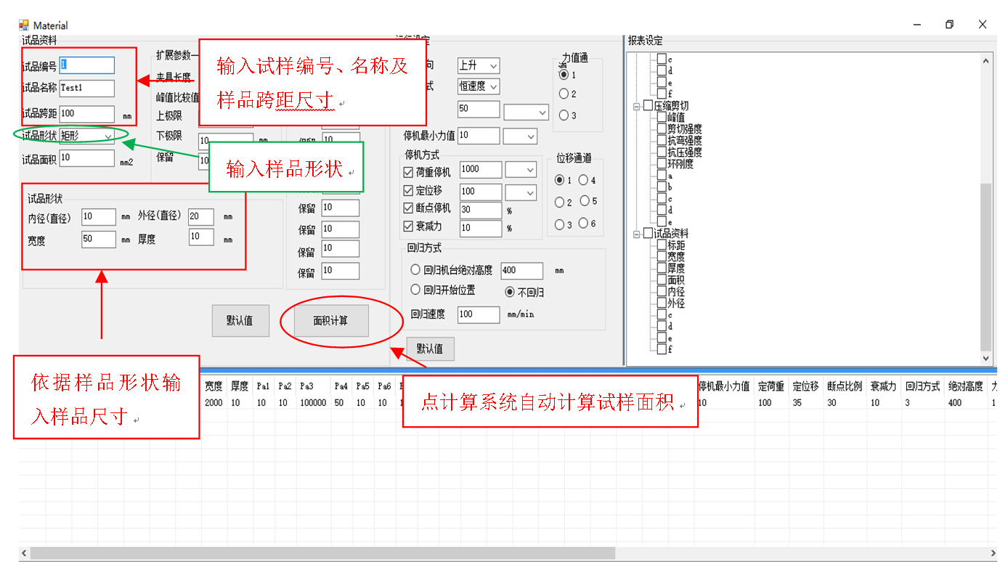 Material
试品资料
试品编号 1
试品名称 Test1
试品跨距 100 mm
试品形状 矩形
试品面积 10 mm2
扩展参数
夹具长度
峰值比较值
上极限
下极限 10 mm
保留 10
输入试样编号、名称及
样品跨距尺寸
输入样品形状
试品形状
内径(直径) 10 mm 外径(直径) 20 mm
宽度 50 mm 厚度 10 mm
10
保留 10
保留 10
保留 10
保留 10
默认值
面积计算
依据样品形状输
入样品尺寸
点计算系统自动计算试样面积
上升
恒速度
50
停机最小力值 10
停机方式
荷重停机 1000
定位移 100
断点停机 30 %
衰减力 10 %
力值通
道
1
2
3
位移通道
1 4
2 5
3 6
回归方式
回归机台绝对高度 400 mm
回归开始位置 不回归
回归速度 100 mm/min
默认值
报表设定
c
d
e
f
压缩剪切
峰值
剪切强度
抗弯强度
抗压强度
环刚度
a
b
c
d
e
试品资料
标距
宽度
厚度
面积
内径
外径
c
d
e
f
宽度 厚度 Pa1 Pa2 Pa3 Pa4 Pa5 Pa6 停机最小力值 定荷重 定位移 断点比例 衰减力 回归方式 绝对高度
2000 10 10 10 100000 50 10 10 10 100 35 30 10 3 400